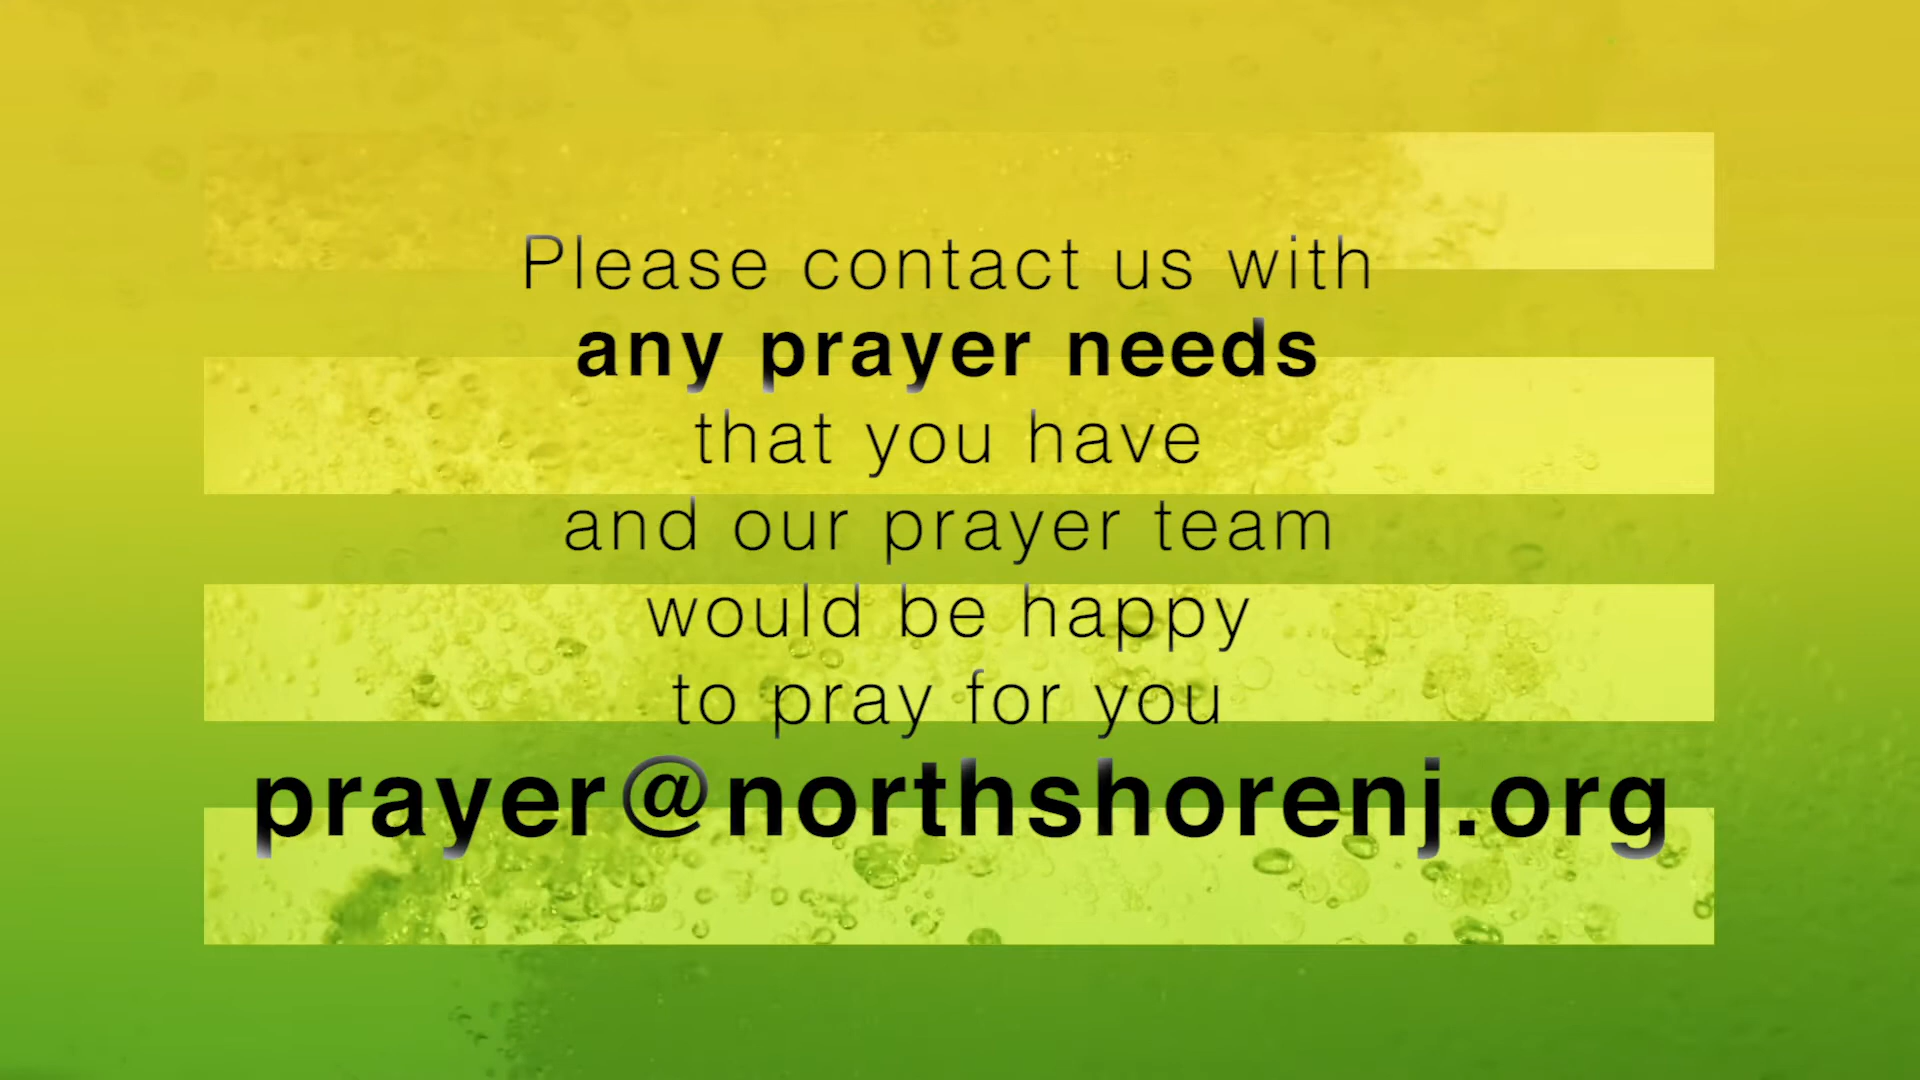 Please contact us with
any prayer needs
that you have
and our prayer team
would be happy
to pray for you
prayer@northshorenj.org